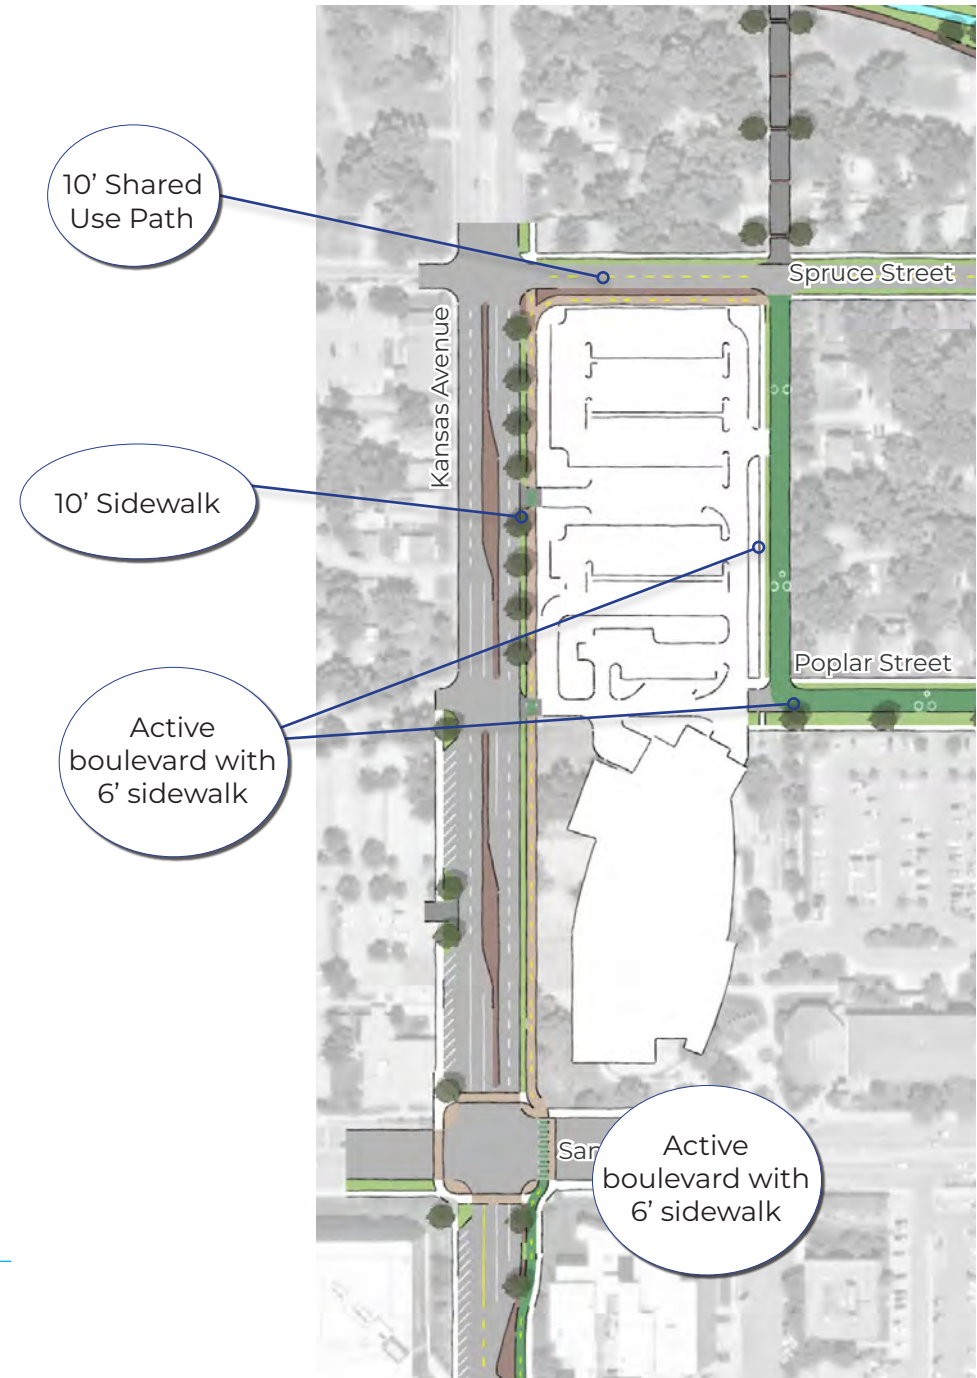 10’ Shared
Use Path
Spruce Street
Kansas Avenue
10’ Sidewalk
Poplar Street
Active
boulevard with
6’ sidewalk
San
Active
boulevard with
6’ sidewalk